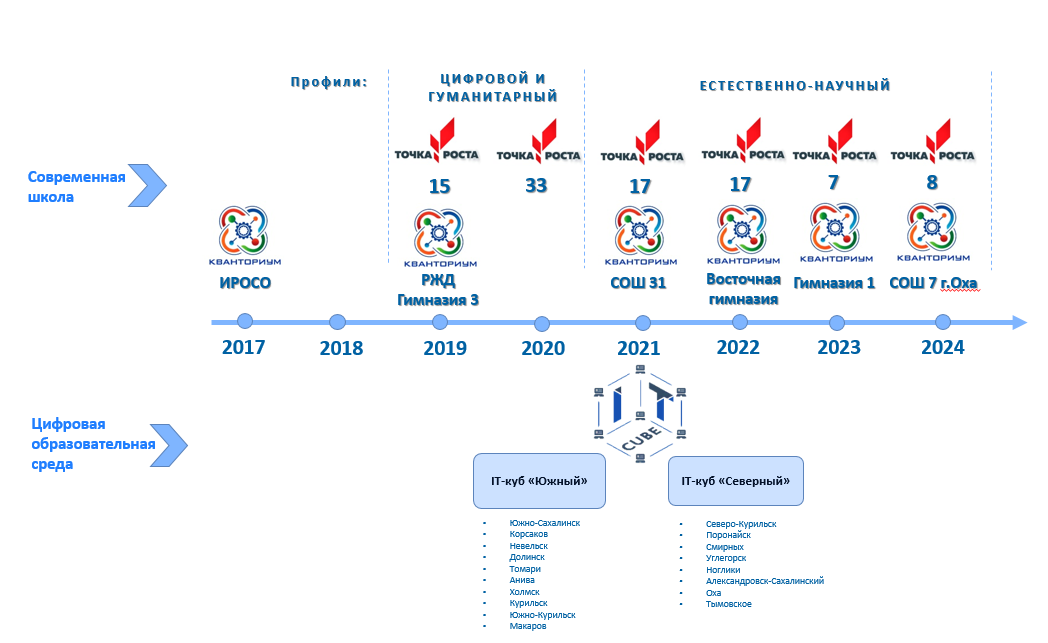 Профили:
ЦИФРОВОЙ И
ГУМАНИТАРНЫЙ
ЕСТЕСТВЕННО-НАУЧНЫЙ
Современная
школа
ТОЧКА РОСТА
ТОЧКА РОСТА
ТОЧКА РОСТА
ТОЧКА РОСТА
ТОЧКА РОСТА
ТОЧКА РОСТА
15
33
17
17
7
8
КВАНТОРИУМ
КВАНТОРИУМ
КВАНТОРИУМ
КВАНТОРИУМ
КВАНТОРИУМ
КВАНТОРИУМ
ИРОСО
РЖД
Гимназия 3
СОШ 31
Восточная
гимназия
Гимназия 1
СОШ 7 г.Оха
2017
2018
2019
2020
2021
2022
2023
2024
Цифровая
образовательная
среда
IT
CUBE
IT-куб «Южный»
• Южно-Сахалинск
• Корсаков
• Невельск
• Долинск
• Томари
• Анива
• Холмск
• Курильск
• Южно-Курильск
• Макаров
IT-куб «Северный»
• Северо-Курильск
• Поронайск
• Смирных
• Углегорск
• Ноглики
• Александровск-Сахалинский
• Оха
• Тымовское